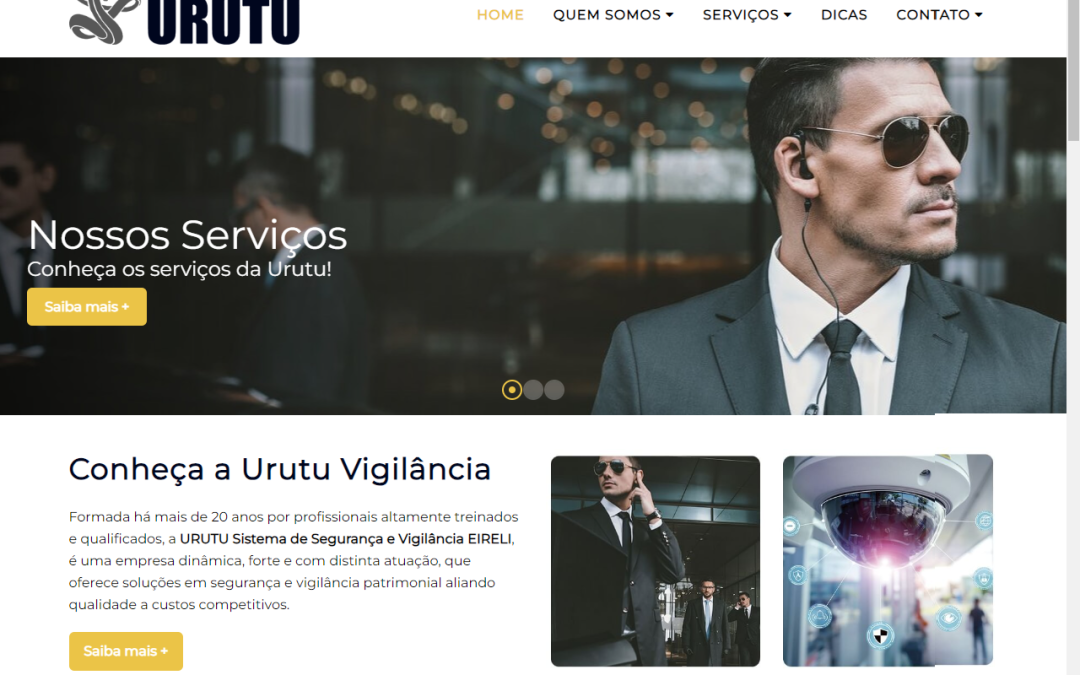 URUTU
HOME QUEM SOMOS SERVIÇOS DICAS CONTATO
Nossos Serviços
Conheça os serviços da Urutu!
Saiba mais +
Conheça a Urutu Vigilância
Formada há mais de 20 anos por profissionais altamente treinados
e qualificados, a URUTU Sistema de Segurança e Vigilância EIRELI,
é uma empresa dinâmica, forte e com distinta atuação, que
oferece soluções em segurança e vigilância patrimonial aliando
qualidade a custos competitivos.
Saiba mais +